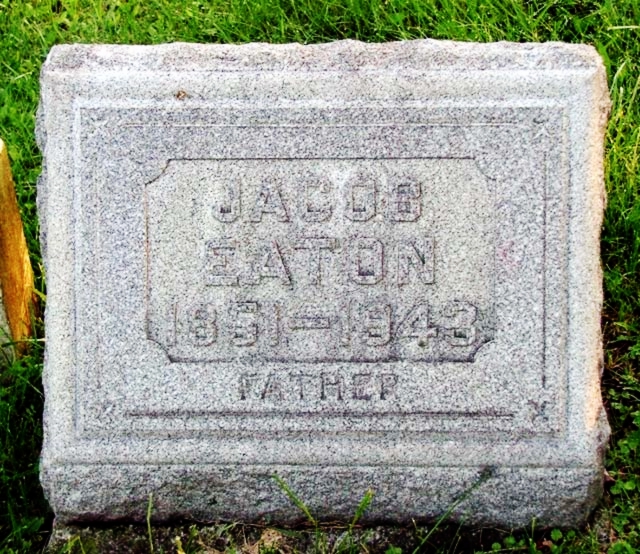 JACOB
EATON
1851-1943
FATHER